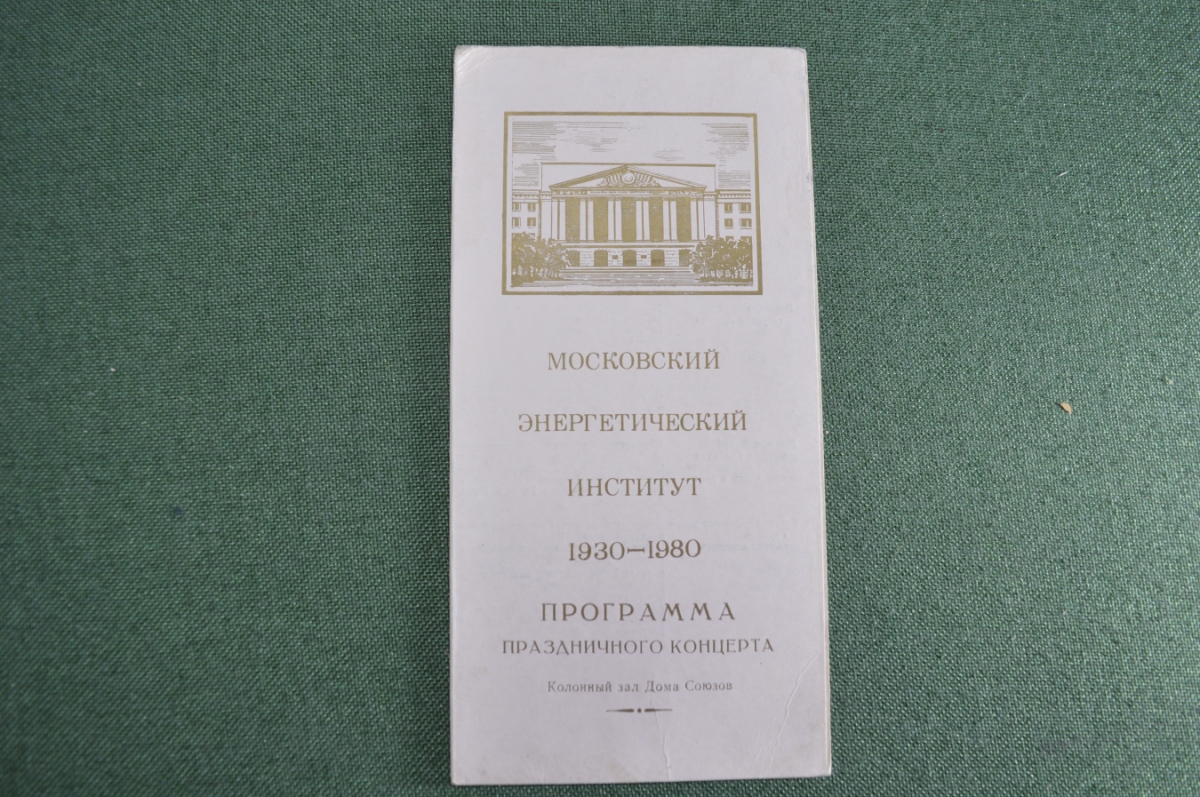 МОСКОВСКИЙ
ЭНЕРГЕТИЧЕСКИЙ
ИНСТИТУТ
1930—1980
ПРОГРАММА
ПРАЗДНИЧНОГО КОНЦЕРТА
Колонный зал Дома Союзов